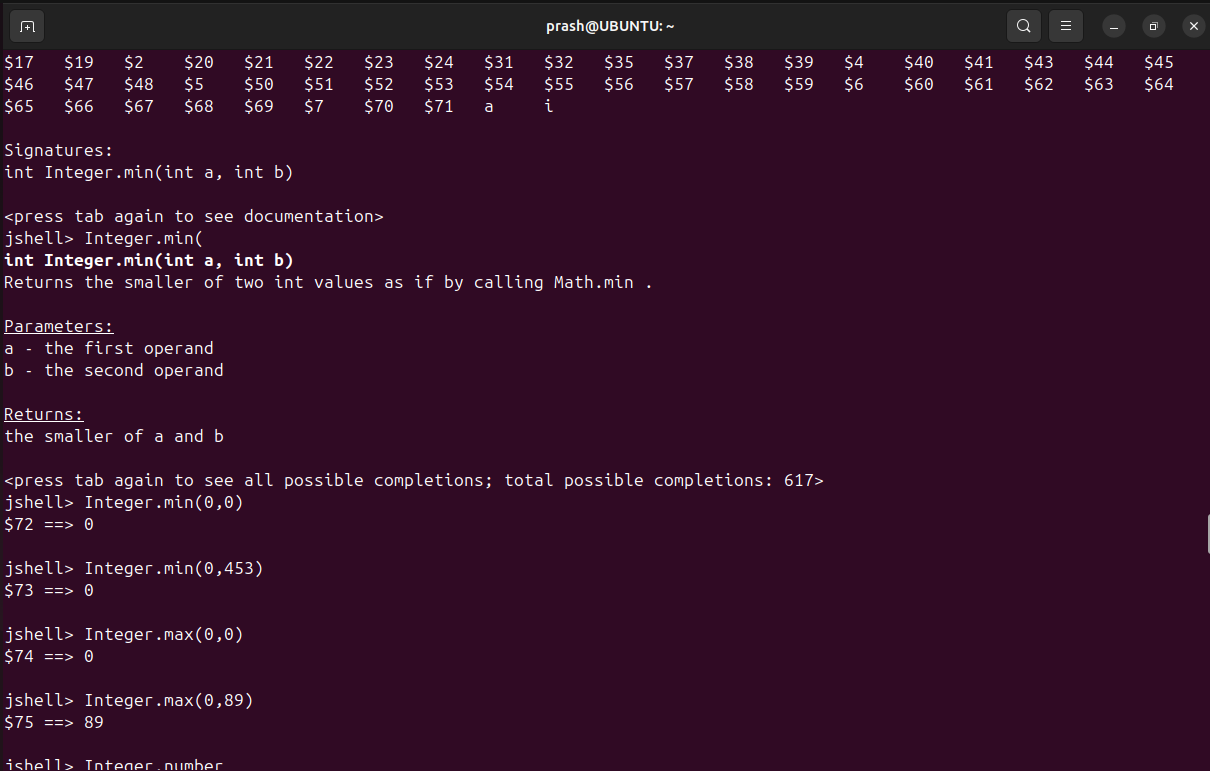 prash@UBUNTU: ~
$17 $19 $2 $20 $21 $22 $23 $24 $31 $32 $35 $37 $38 $39 $4 $40 $41 $43 $44 $45
$46 $47 $48 $5 $50 $51 $52 $53 $54 $55 $56 $57 $58 $59 $6 $60 $61 $62 $63 $64
$65 $66 $67 $68 $69 $7 $70 $71 a i
Signatures:
int Integer.min(int a, int b)
<press tab again to see documentation>
jshell> Integer.min(
int Integer.min(int a, int b)
Returns the smaller of two int values as if by calling Math.min .
Parameters:
a - the first operand
b - the second operand
Returns:
the smaller of a and b
<press tab again to see all possible completions; total possible completions: 617>
jshell> Integer.min(0,0)
$72 ==> 0
jshell> Integer.min(0,453)
$73 ==> 0
jshell> Integer.max(0,0)
$74 ==> 0
jshell> Integer.max(0,89)
$75 ==> 89
jshell> Integer.number